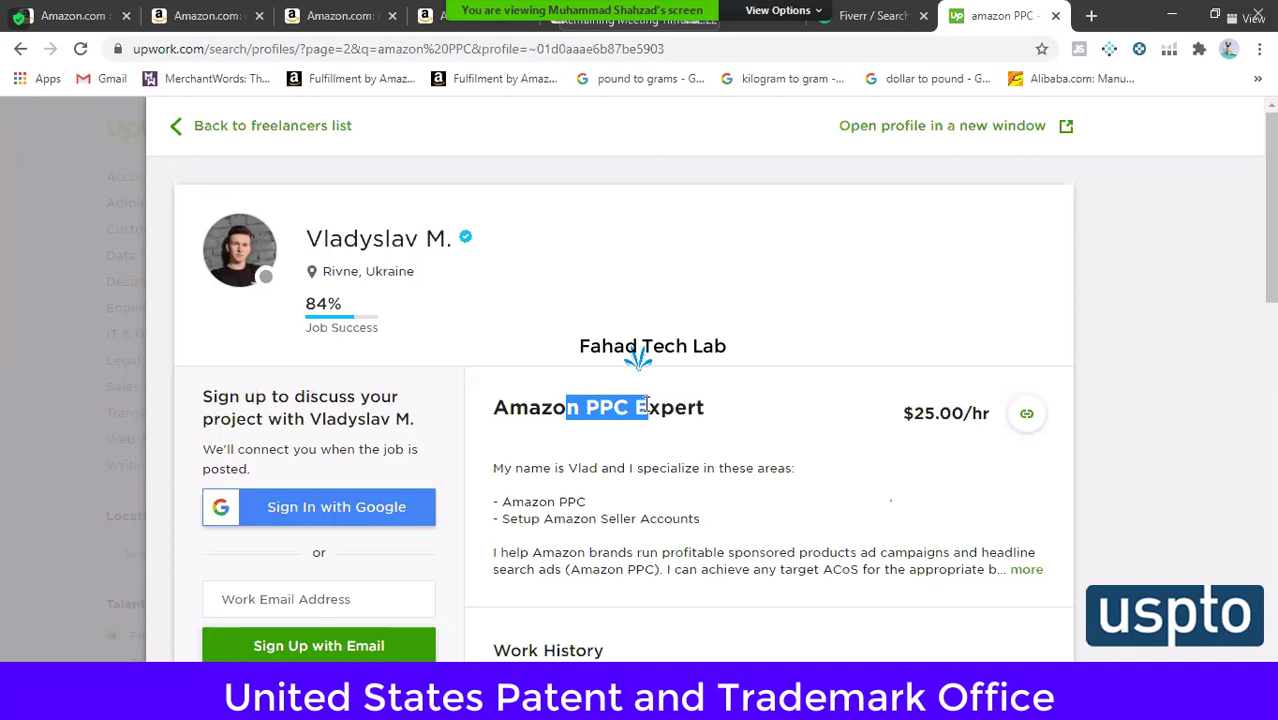 Amazon.com :
Amazon.com:
Amazon.com:
You are viewing Muhammad Shahzad's screen
View Options
Fiverr / Search
amazon PPC -
View
upwork.com/search/profiles/?page=2&q=amazon%20PPC&profile=~01d0aaae6b87be5903
Apps
Gmail
MerchantWords: Th...
Fulfillment by Amaz...
Fulfilment by Amaz...
pound to grams - G...
kilogram to gram -...
dollar to pound - G...
Alibaba.com: Manu...
»
Back to freelancers list
Open profile in a new window
Vladyslav M.
Rivne, Ukraine
84%
Job Success
Fahad Tech Lab
Sign up to discuss your
project with Vladyslav M.
We'll connect you when the job is
posted.
Sign In with Google
or
Work Email Address
Sign Up with Email
Amazon PPC Expert
$25.00/hr
My name is Vlad and I specialize in these areas:
- Amazon PPC
- Setup Amazon Seller Accounts
I help Amazon brands run profitable sponsored products ad campaigns and headline
search ads (Amazon PPC). I can achieve any target ACoS for the appropriate b... more
Work History
uspto
United States Patent and Trademark Office